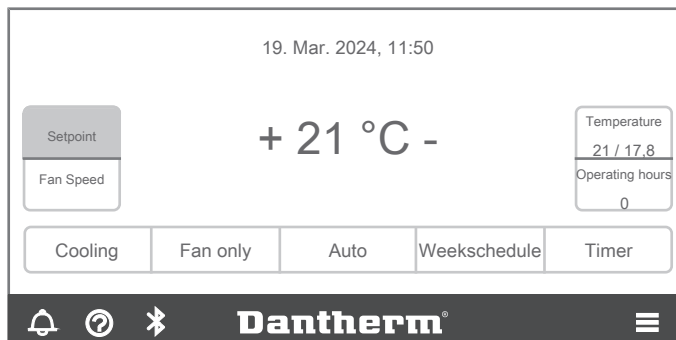 19. Mar. 2024, 11:50
Setpoint
Fan Speed
+ 21 °C -
Temperature
21 / 17,8
Operating hours
0
Cooling Fan only Auto Weekschedule Timer
Dantherm®